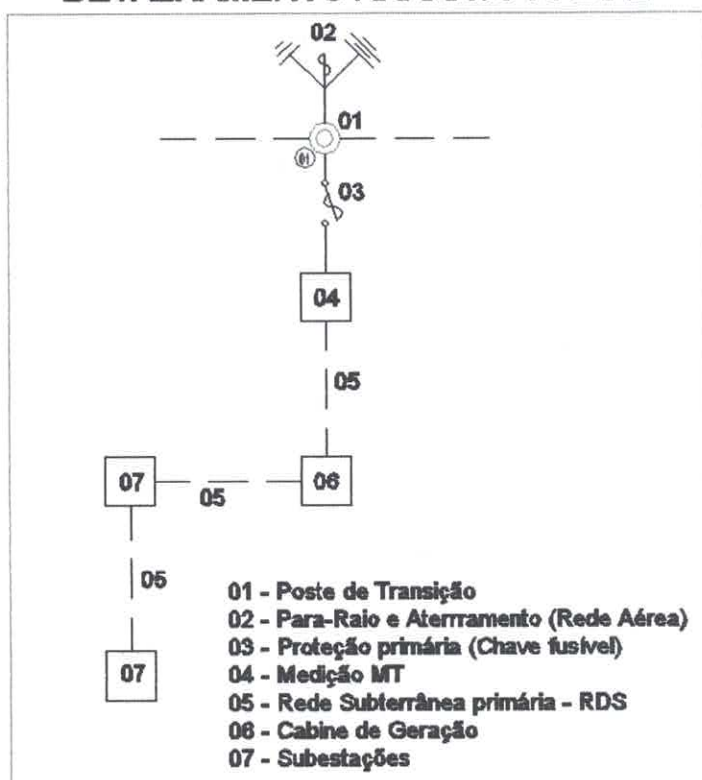 02
01
01
03
04
05
07
05
06
05
07
01 - Poste de Transição
02 - Para-Raio e Aterrramento (Rede Aérea)
03 - Proteção primária (Chave fusível)
04 - Medição MT
05 - Rede Subterrânea primária - RDS
06 - Cabine de Geração
07 - Subestações